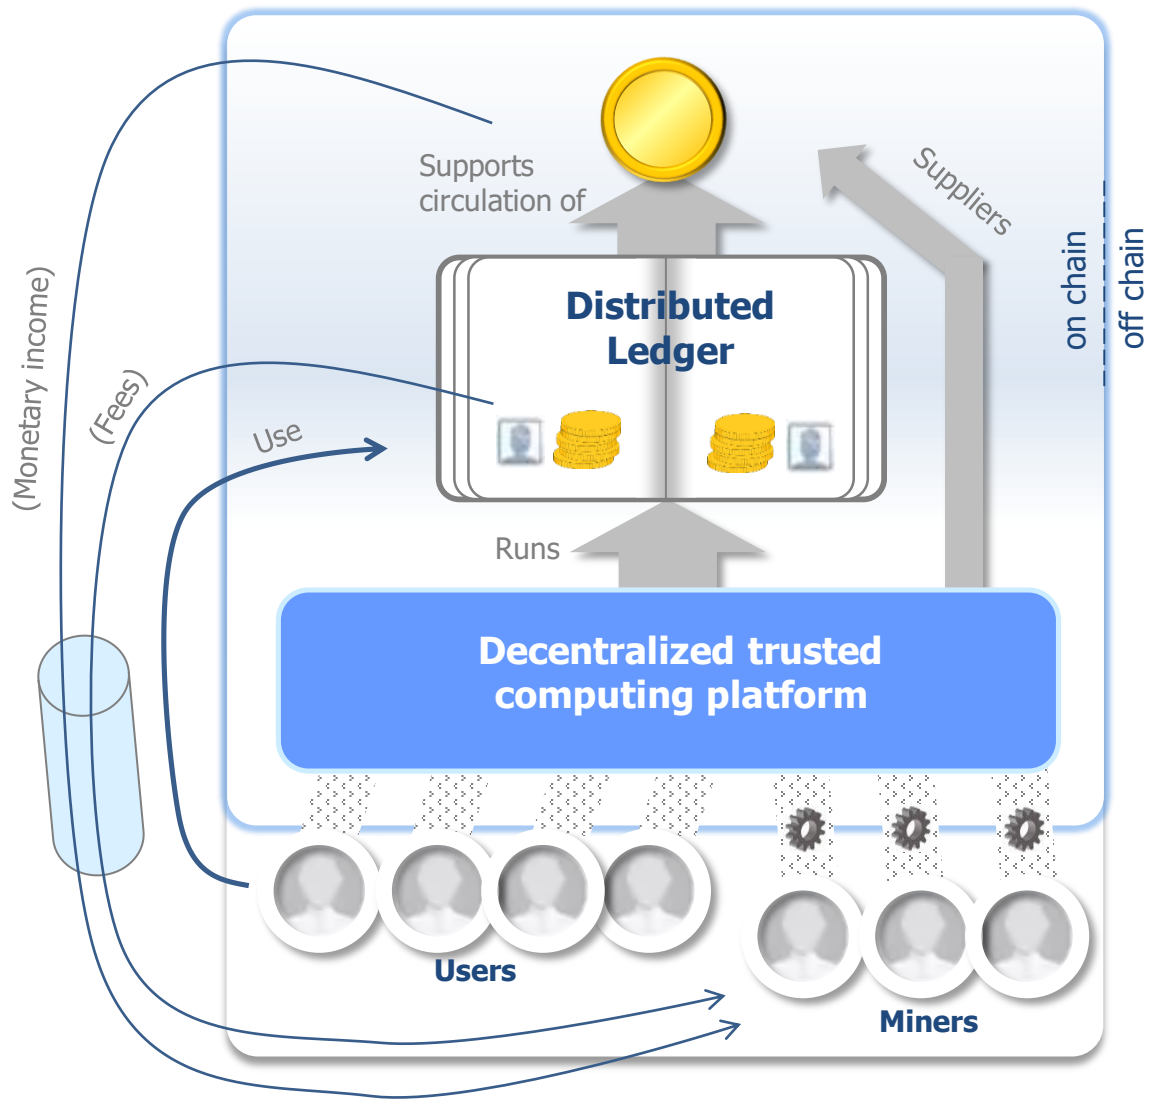 Supports
circulation of
Suppliers
on chain
off chain
(Monetary income)
(Fees)
Use
Distributed
Ledger
Runs
Decentralized trusted
computing platform
Users
Miners